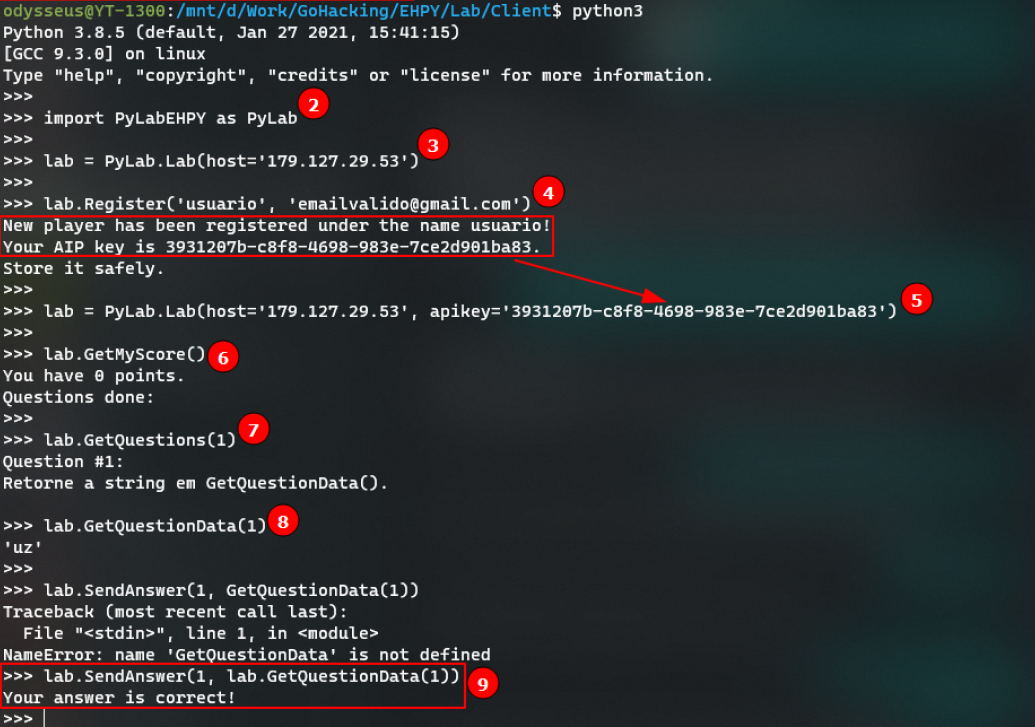 odysseus@YT-1300:/mnt/d/Work/GoHacking/EHPY/Lab/Client$ python3
Python 3.8.5 (default, Jan 27 2021, 15:41:15)
[GCC 9.3.0] on linux
Type "help", "copyright", "credits" or "license" for more information.
>>>
>>> import PyLabEHPY as PyLab 2
>>>
>>> lab = PyLab.Lab(host='179.127.29.53') 3
>>>
>>> lab.Register('usuario', 'emailvalido@gmail.com') 4
New player has been registered under the name usuario!
Your AIP key is 3931207b-c8f8-4698-983e-7ce2d901ba83.
Store it safely.
>>>
>>> lab = PyLab.Lab(host='179.127.29.53', apikey='3931207b-c8f8-4698-983e-7ce2d901ba83') 5
>>>
>>> lab.GetMyScore() 6
You have 0 points.
Questions done:
>>>
>>> lab.GetQuestions(1) 7
Question #1:
Retorne a string em GetQuestionData().
>>> lab.GetQuestionData(1) 8
'uz'
>>>
>>> lab.SendAnswer(1, GetQuestionData(1))
Traceback (most recent call last):
  File "<stdin>", line 1, in <module>
NameError: name 'GetQuestionData' is not defined
>>> lab.SendAnswer(1, lab.GetQuestionData(1)) 9
Your answer is correct!
>>>